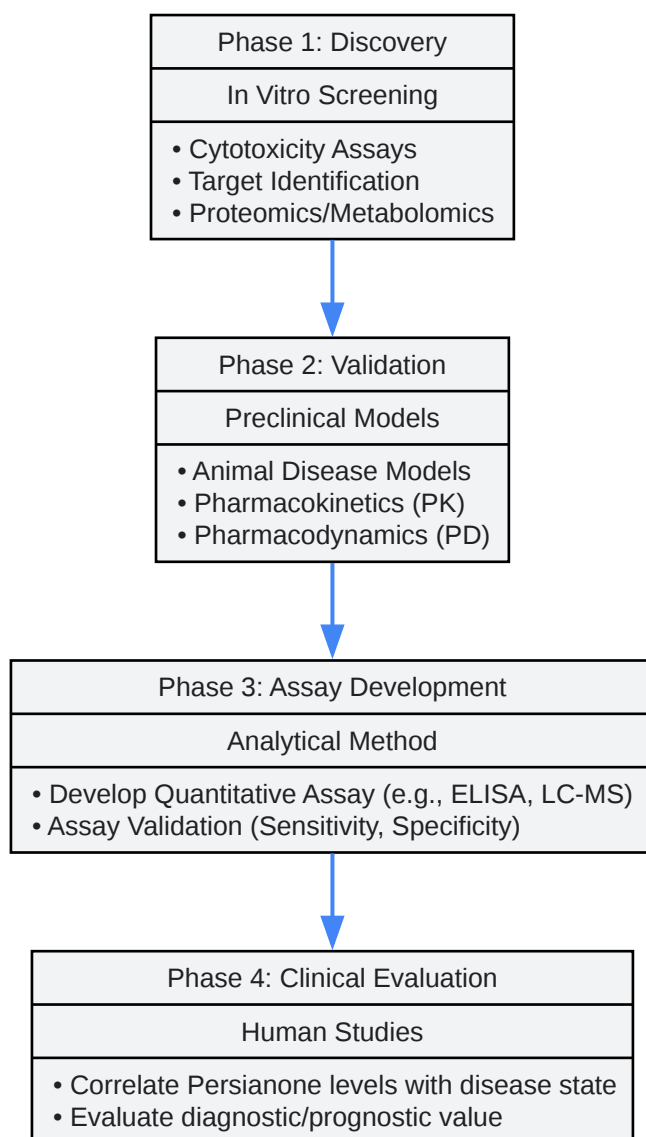 Phase 1: Discovery
In Vitro Screening
• Cytotoxicity Assays
• Target Identification
• Proteomics/Metabolomics
Phase 2: Validation
Preclinical Models
• Animal Disease Models
• Pharmacokinetics (PK)
• Pharmacodynamics (PD)
Phase 3: Assay Development
Analytical Method
• Develop Quantitative Assay (e.g., ELISA, LC-MS)
• Assay Validation (Sensitivity, Specificity)
Phase 4: Clinical Evaluation
Human Studies
• Correlate Persianone levels with disease state
• Evaluate diagnostic/prognostic value